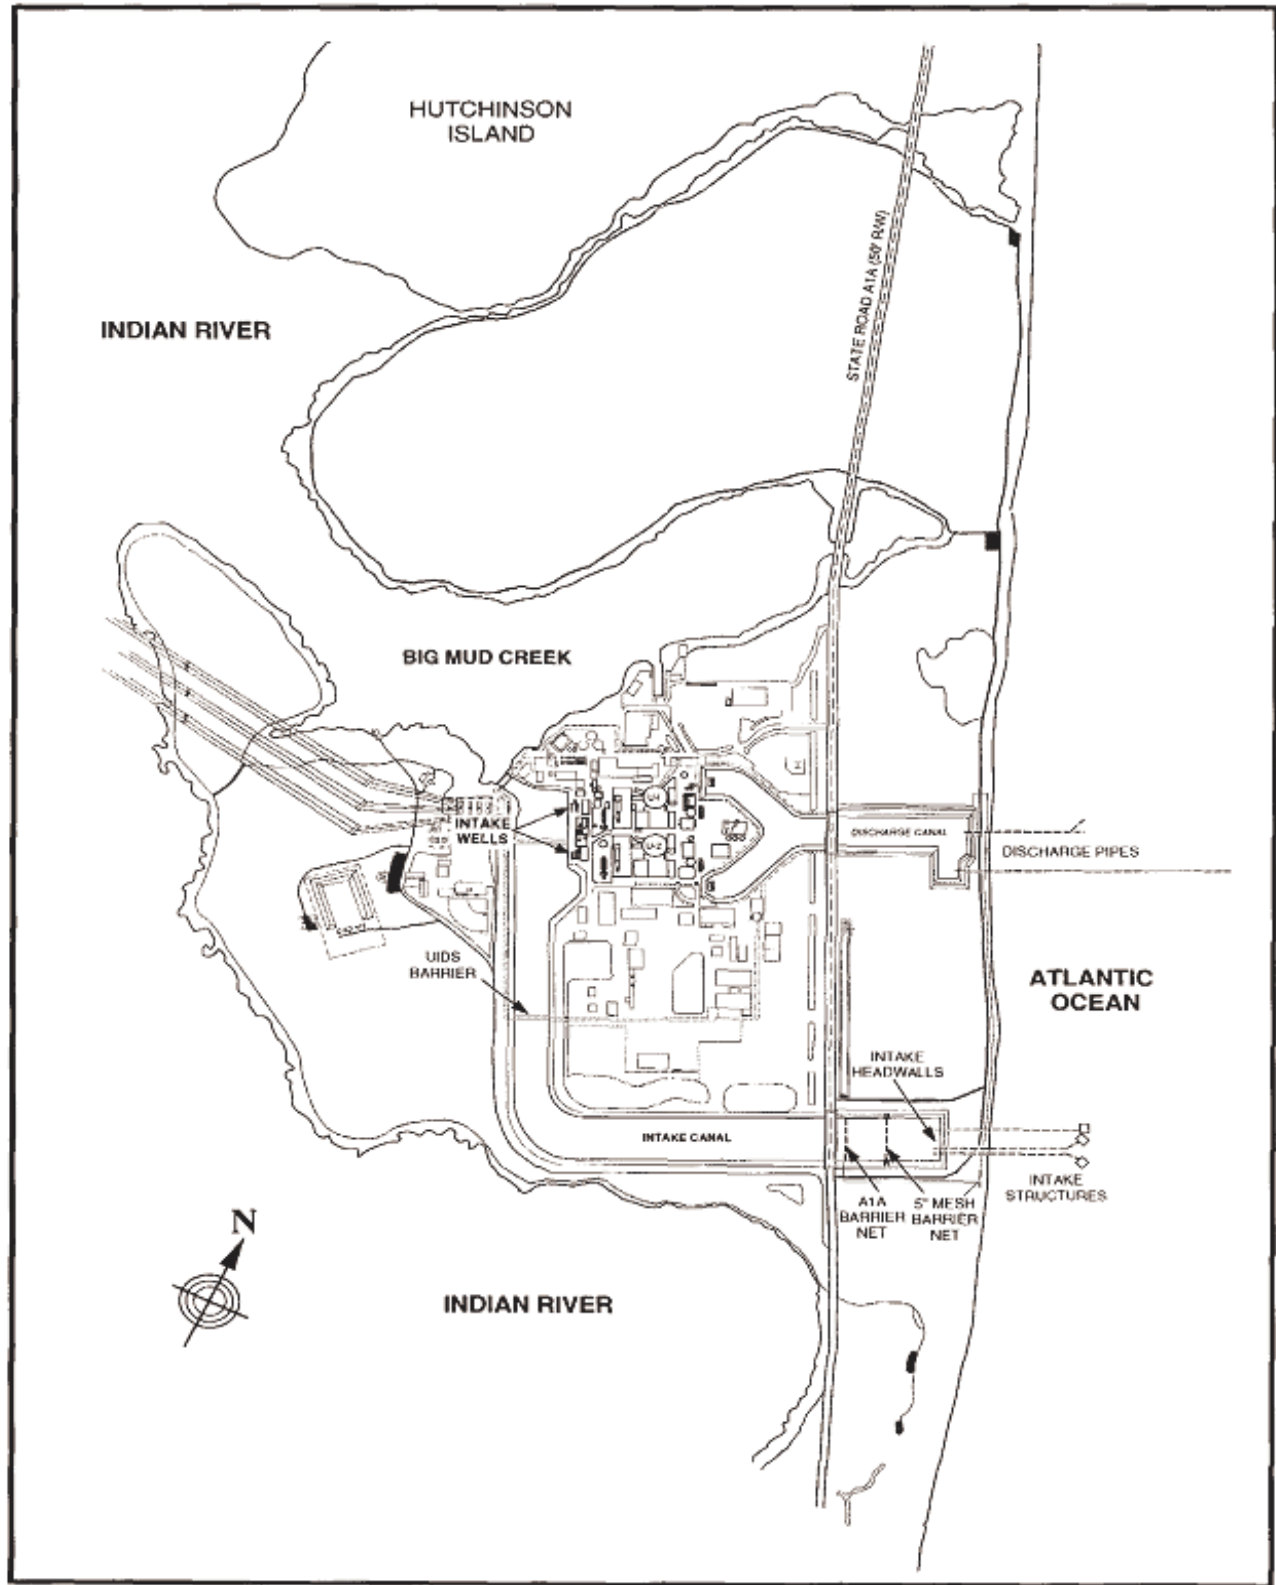 HUTCHINSON
ISLAND
STATE ROAD A1A (50' R/W)
INDIAN RIVER
BIG MUD CREEK
INTAKE
WELLS
DISCHARGE CANAL
DISCHARGE PIPES
UIDS
BARRIER
ATLANTIC
OCEAN
INTAKE
HEADWALLS
INTAKE CANAL
INTAKE
STRUCTURES
A1A
BARRIER
NET
5" MESH
BARRIER
NET
N
INDIAN RIVER